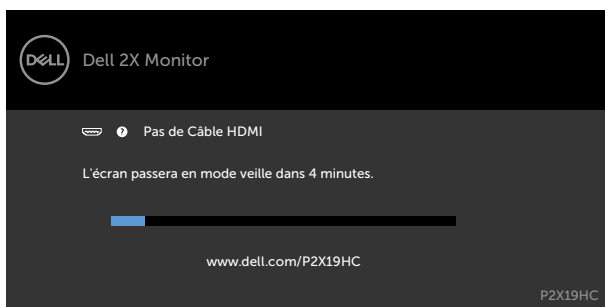 DELL
Dell 2X Monitor
? Pas de Câble HDMI
L'écran passera en mode veille dans 4 minutes.
www.dell.com/P2X19HC
P2X19HC